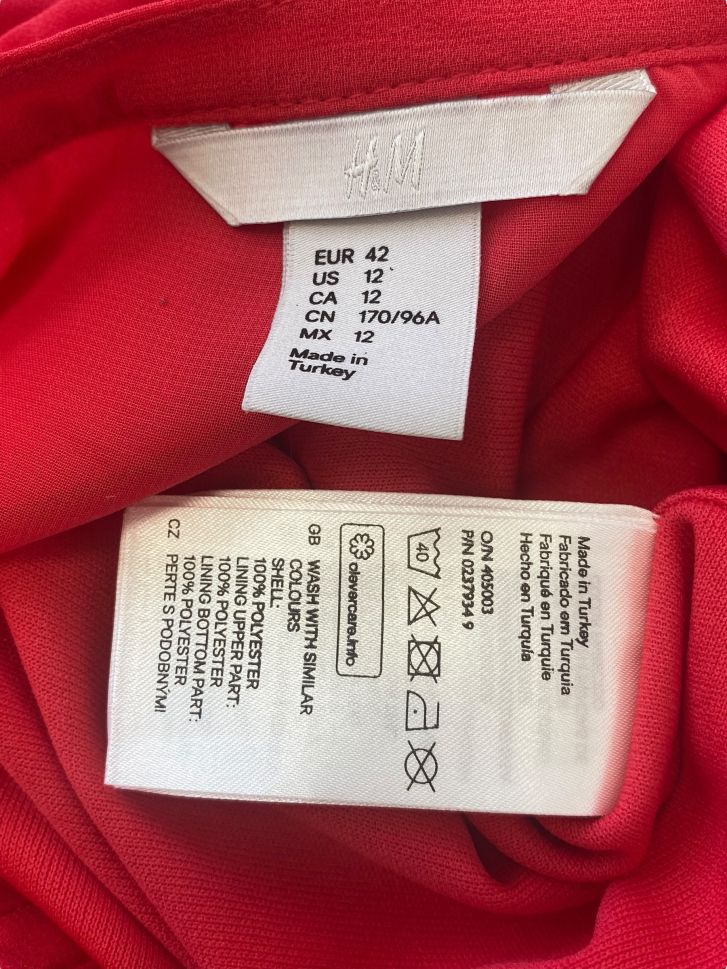 H&M
EUR 42
US 12
CA 12
CN 170/96A
MX 12
Made in
Turkey
Made in Turkey
Fabricado em Turquia
Fabriqué en Turquie
Hecho en Turquía
O/N 405003
P/N 0237934 9
40
clevercare.info
GB WASH WITH SIMILAR
COLOURS
SHELL:
100% POLYESTER
LINING UPPER PART:
100% POLYESTER
LINING BOTTOM PART:
100% POLYESTER
CZ PERTE S PODOBNÝMI